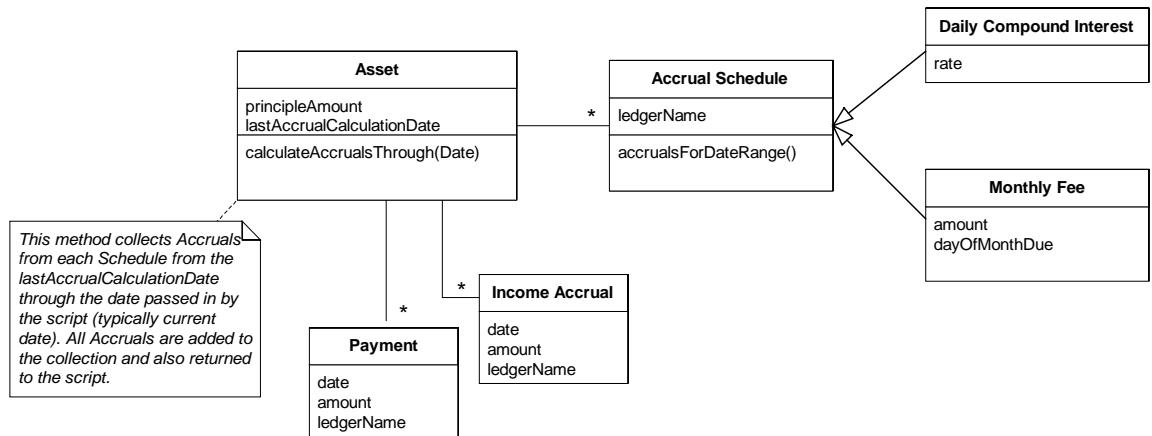 Daily Compound Interest
rate
Asset
principleAmount
lastAccrualCalculationDate
calculateAccrualsThrough(Date)
*
Accrual Schedule
ledgerName
accrualsForDateRange()
Monthly Fee
amount
dayOfMonthDue
This method collects Accruals
from each Schedule from the
lastAccrualCalculationDate
through the date passed in by
the script (typically current
date). All Accruals are added to
the collection and also returned
to the script.
*
Income Accrual
date
amount
ledgerName
*
Payment
date
amount
ledgerName